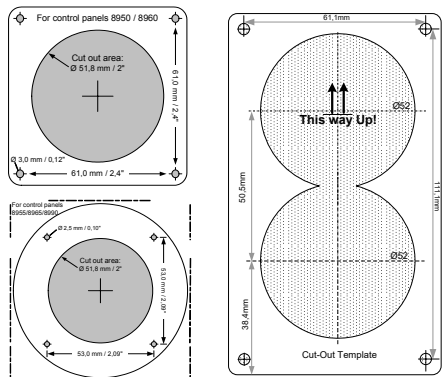 For control panels 8950 / 8960
Cut out area:
Ø 51,8 mm / 2"
61,0 mm / 2,4"
Ø 3,0 mm / 0,12"
61,0 mm / 2,4"
For control panels
8955/8965/8990
Ø 2,5 mm / 0,10"
Cut out area:
Ø 51,8 mm / 2"
53,0 mm / 2,09"
53,0 mm / 2,09"
61,1mm
Ø52
This way Up!
50,5mm
111,1mm
Ø52
38,4mm
Cut-Out Template